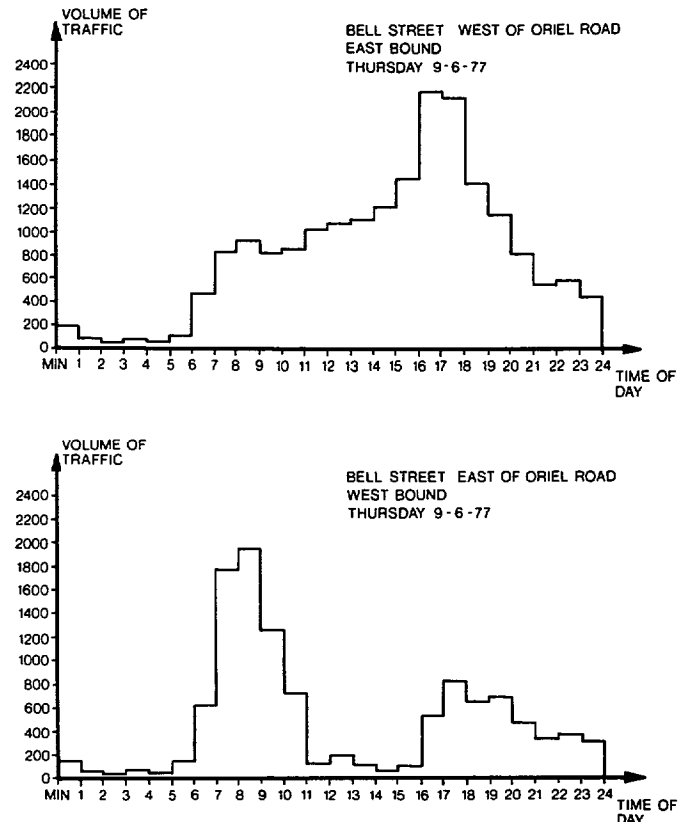 VOLUME OF
TRAFFIC
BELL STREET WEST OF ORIEL ROAD
EAST BOUND
THURSDAY 9-6-77
2400
2200
2000
1800
1600
1400
1200
1000
800
600
400
200
0
MIN 1 2 3 4 5 6 7 8 9 10 11 12 13 14 15 16 17 18 19 20 21 22 23 24
TIME OF
DAY
VOLUME OF
TRAFFIC
BELL STREET EAST OF ORIEL ROAD
WEST BOUND
THURSDAY 9-6-77
2400
2200
2000
1800
1600
1400
1200
1000
800
600
400
200
0
MIN 1 2 3 4 5 6 7 8 9 10 11 12 13 14 15 16 17 18 19 20 21 22 23 24
TIME OF
DAY